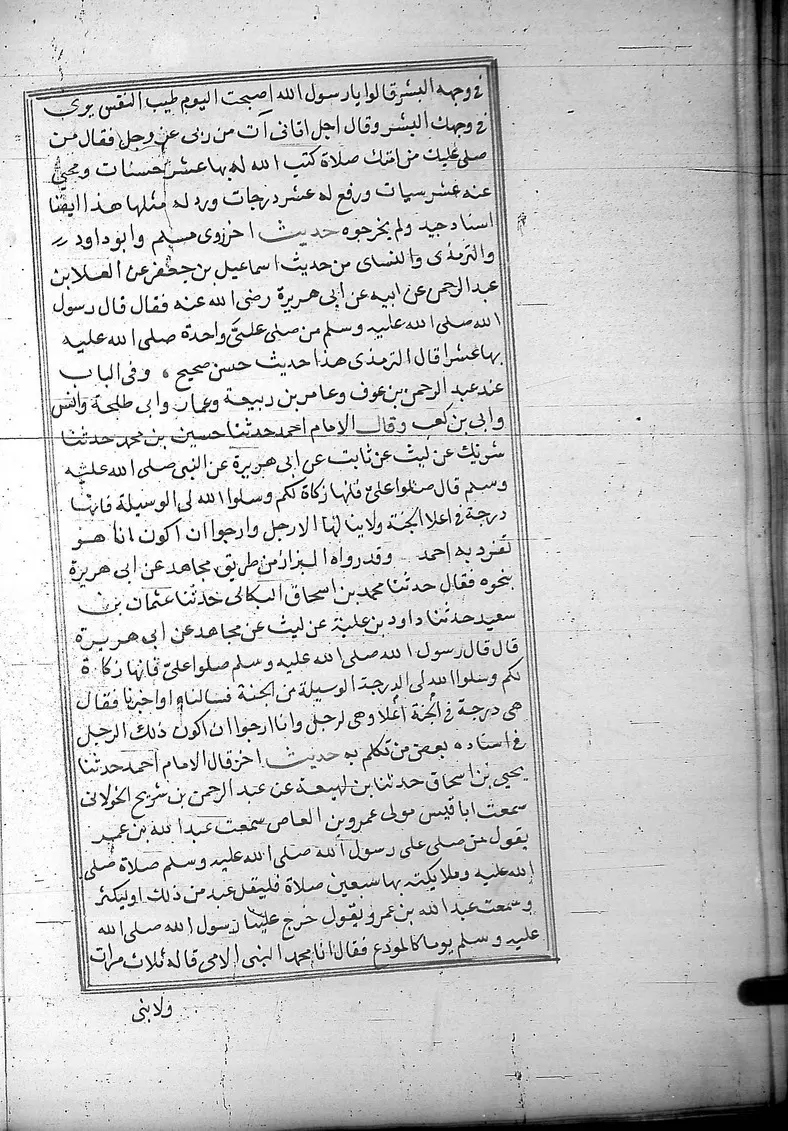 في وجهه البشر قالوا يا رسول الله اصبحت اليوم طيب النفس يرى
في وجهك البشر وقال اجل اتاني آت من ربي عز وجل فقال من
صلى عليك من امتك صلاة كتب الله له بها عشر حسنات ومحى
عنه عشر سيات ورفع له عشر درجات ورد له مثلها هذا ايضا
اسناد جيد ولم يخرجوه حديث اخر روى مسلم وابو داود
والترمذي والنساي من حديث اسماعيل بن جعفر عن العلا بن
عبد الرحمن عن ابيه عن ابي هريرة رضي الله عنه فقال قال رسول
الله صلى الله عليه وسلم من صلى علىّ واحدة صلى الله عليه
بها عشرا قال الترمذي هذا حديث حسن صحيح ، وفي الباب
عند عبد الرحمن بن عوف وعامر بن ربيعة وعمار وابي طلحة وانس
وابي بن كعب وقال الامام احمد حدثنا حسين بن محمد حدثنا
شريك عن ليث عن ثابت عن ابي هريرة عن النبي صلى الله عليه
وسلم قال صلوا علىّ فانها زكاة لكم وسلوا الله لي الوسيلة فانها
درجة في اعلا الجنة ولا ينالها الا رجل وارجوا ان اكون انا هو
تفرد به احمد وقد رواه البزار من طريق مجاهد عن ابي هريرة
بنحوه فقال حدثنا محمد بن اسحاق البكالي حدثنا عثمان بن
سعيد حدثنا داود بن علية عن ليث عن مجاهد عن ابي هريرة
قال قال رسول الله صلى الله عليه وسلم صلوا علىّ فانها زكاة
لكم وسلوا الله لي الدرجة الوسيلة من الجنة فسالناه او اخبرنا فقال
هي درجة في الجنة أعلا وهي لرجل وانا ارجوا ان اكون ذلك الرجل
في اسناده بعض من تكلم به حديث اخر قال الامام احمد حدثنا
يحيى بن اسحاق حدثنا بن لهيعة عن عبد الرحمن بن شريح الخولاني
سمعت ابا قيس مولى عمرو بن العاص سمعت عبد الله بن عمر
يقول من صلى على رسول الله صلى الله عليه وسلم صلاة صلى
الله عليه وملايكته بها سبعين صلاة فليقل عبد من ذلك او ليكثر
وسمعت عبد الله بن عمرو يقول خرج علينا رسول الله صلى الله
عليه وسلم يوما كالمودع فقال انا محمد النبي الامي قاله ثلاث مرات
ولا نبي